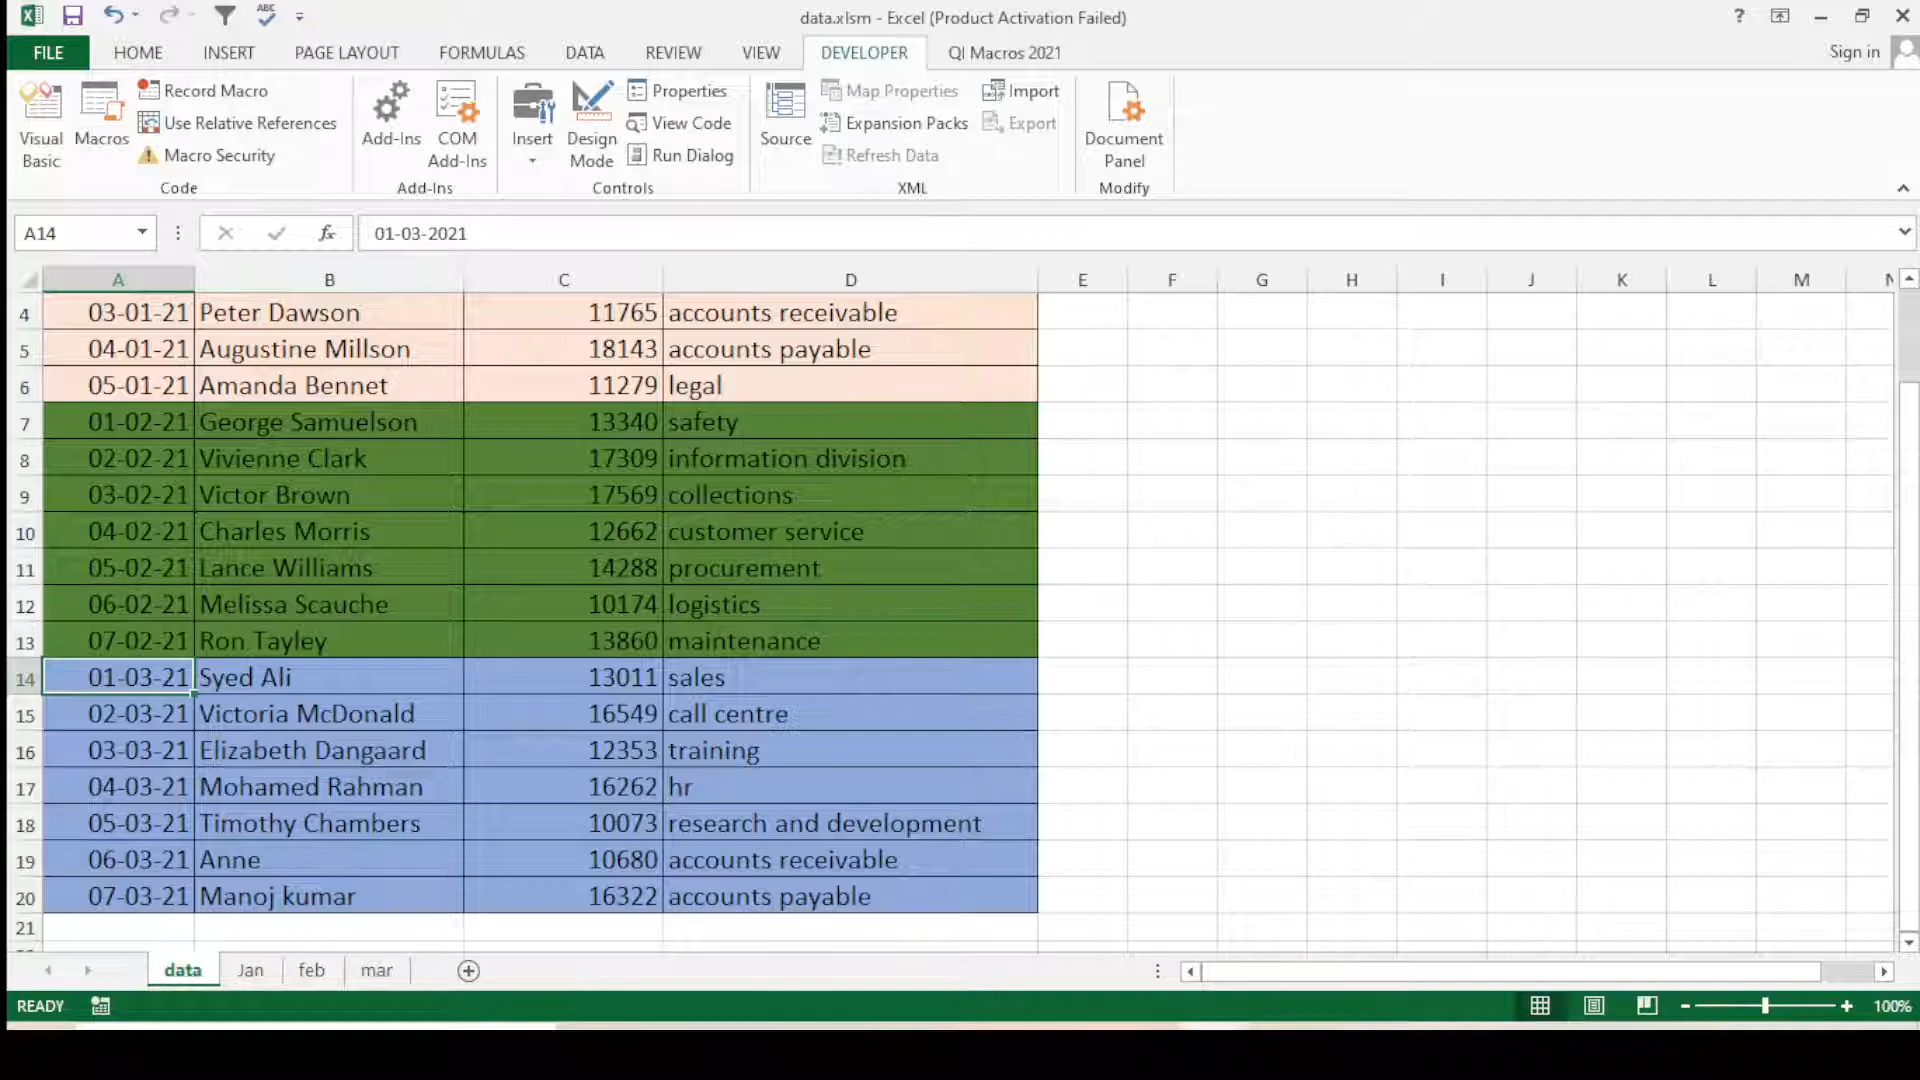 data.xlsm - Excel (Product Activation Failed)
FILE HOME INSERT PAGE LAYOUT FORMULAS DATA REVIEW VIEW DEVELOPER QI Macros 2021 Sign in
Visual Basic
Macros
Record Macro
Use Relative References
Macro Security
Code
Add-Ins
COM Add-Ins
Add-Ins
Insert
Design Mode
Properties
View Code
Run Dialog
Controls
Source
Map Properties
Expansion Packs
Refresh Data
Import
Export
XML
Document Panel
Modify
A14 fx 01-03-2021
A B C D E F G H I J K L M N
4 03-01-21 Peter Dawson 11765 accounts receivable
5 04-01-21 Augustine Millson 18143 accounts payable
6 05-01-21 Amanda Bennet 11279 legal
7 01-02-21 George Samuelson 13340 safety
8 02-02-21 Vivienne Clark 17309 information division
9 03-02-21 Victor Brown 17569 collections
10 04-02-21 Charles Morris 12662 customer service
11 05-02-21 Lance Williams 14288 procurement
12 06-02-21 Melissa Scauche 10174 logistics
13 07-02-21 Ron Tayley 13860 maintenance
14 01-03-21 Syed Ali 13011 sales
15 02-03-21 Victoria McDonald 16549 call centre
16 03-03-21 Elizabeth Dangaard 12353 training
17 04-03-21 Mohamed Rahman 16262 hr
18 05-03-21 Timothy Chambers 10073 research and development
19 06-03-21 Anne 10680 accounts receivable
20 07-03-21 Manoj kumar 16322 accounts payable
21
data Jan feb mar
READY 100%